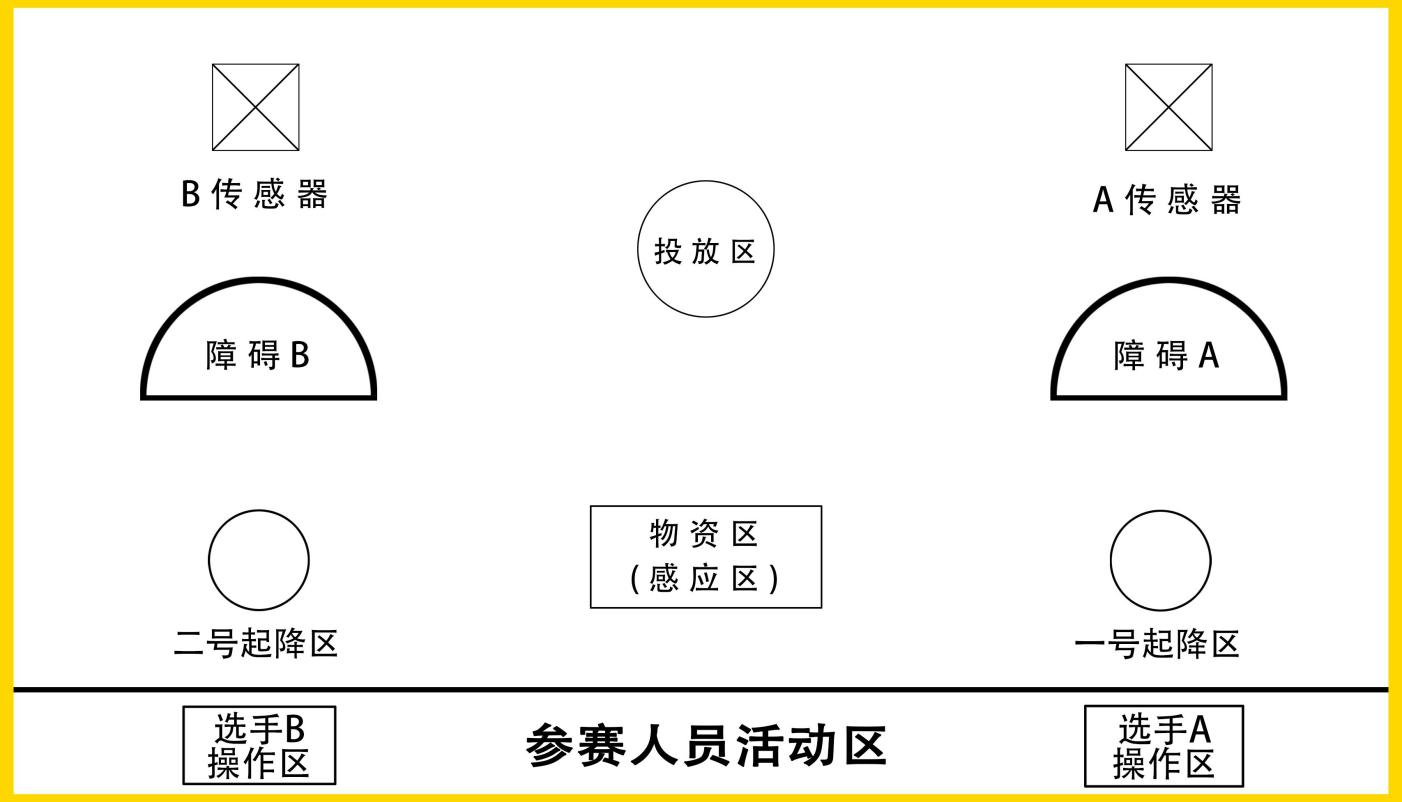 B传感器
A传感器
投放区
障碍B
障碍A
物资区
(感应区)
二号起降区
一号起降区
选手B
操作区
参赛人员活动区
选手A
操作区